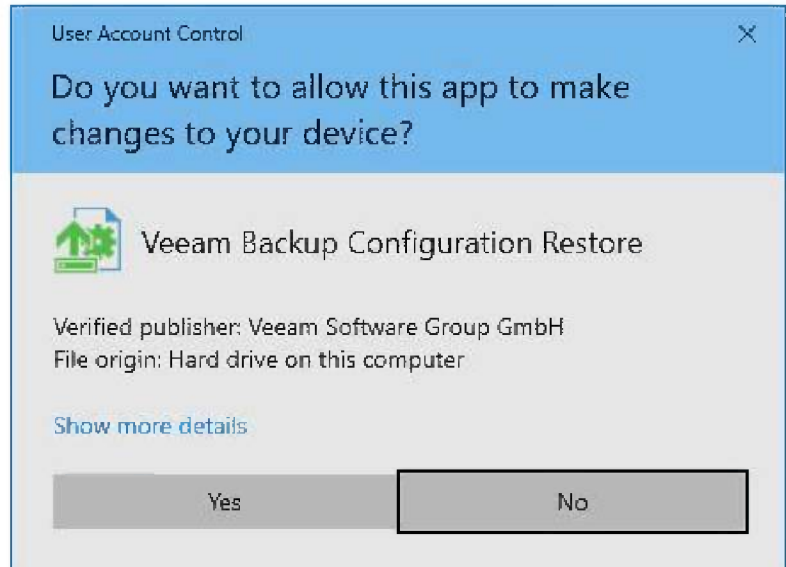 User Account Control
Do you want to allow this app to make
changes to your device?
Veeam Backup Configuration Restore
Verified publisher: Veeam Software Group GmbH
File origin: Hard drive on this computer
Show more details
Yes
No